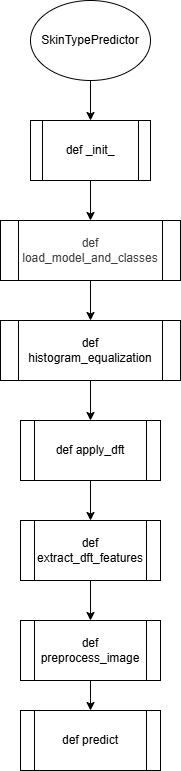 SkinTypePredictor
def _init_
def
load_model_and_classes
def
histogram_equalization
def apply_dft
def
extract_dft_features
def
preprocess_image
def predict